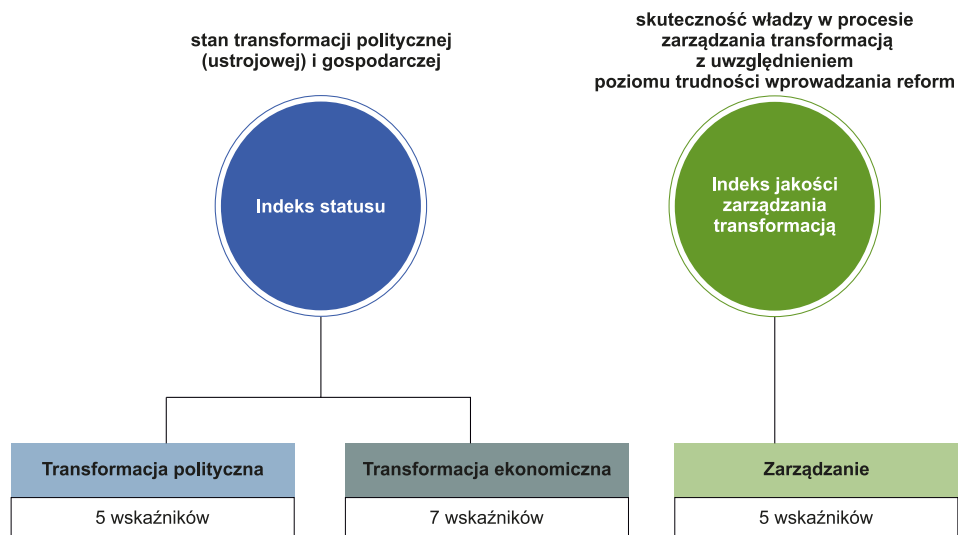 stan transformacji politycznej
(ustrojowej) i gospodarczej
skuteczność władzy w procesie
zarządzania transformacją
z uwzględnieniem
poziomu trudności wprowadzania reform
Indeks statusu
Indeks jakości
zarządzania
transformacją
Transformacja polityczna
5 wskaźników
Transformacja ekonomiczna
7 wskaźników
Zarządzanie
5 wskaźników